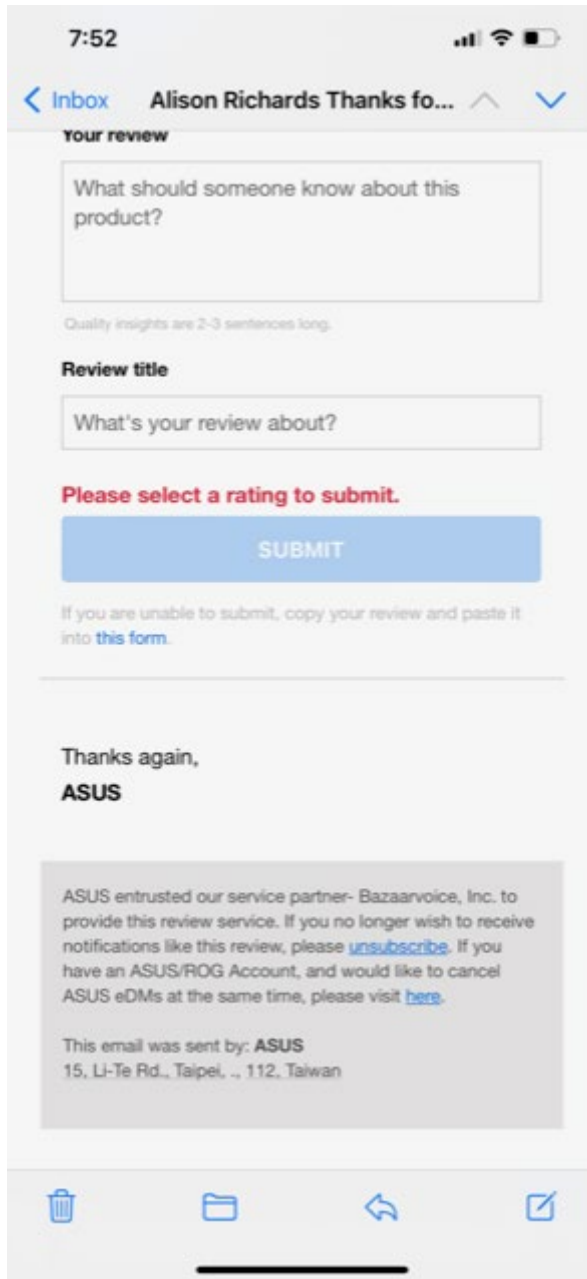 7:52
Inbox Alison Richards Thanks fo...
Your review
What should someone know about this
product?
Quality insights are 2-3 sentences long.
Review title
What's your review about?
Please select a rating to submit.
SUBMIT
If you are unable to submit, copy your review and paste it
into this form.
Thanks again,
ASUS
ASUS entrusted our service partner- Bazaarvoice, Inc. to
provide this review service. If you no longer wish to receive
notifications like this review, please unsubscribe. If you
have an ASUS/ROG Account, and would like to cancel
ASUS eDMs at the same time, please visit here.
This email was sent by: ASUS
15, Li-Te Rd., Taipei, ., 112, Taiwan